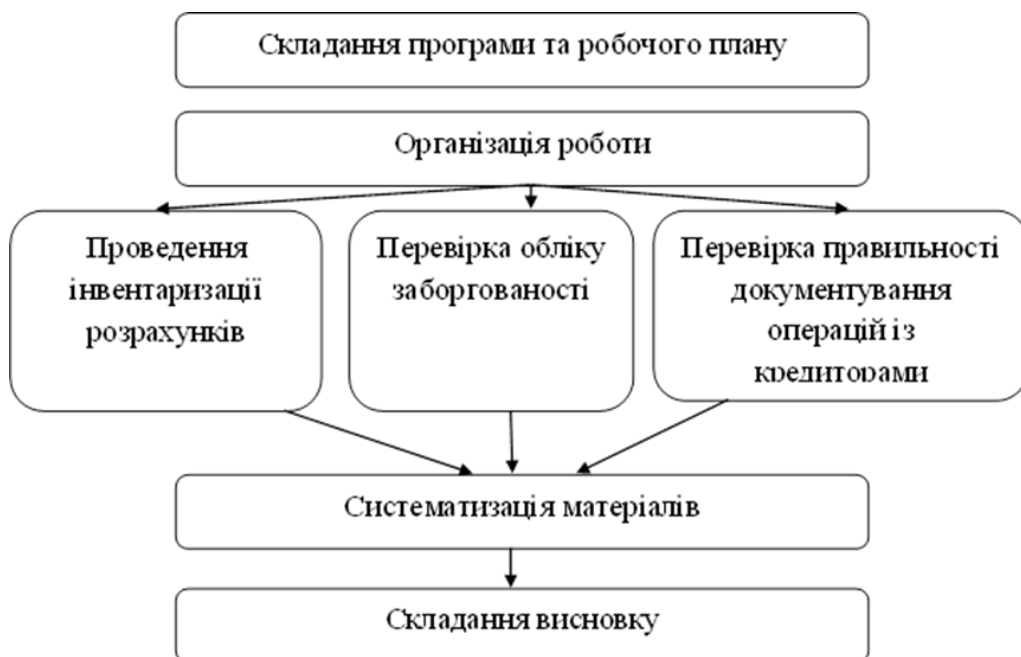 Складання програми та робочого плану
Організація роботи
Проведення
інвентаризації
розрахунків
Перевірка обліку
заборгованості
Перевірка правильності
документування
операцій із
кредиторами
Систематизація матеріалів
Складання висновку